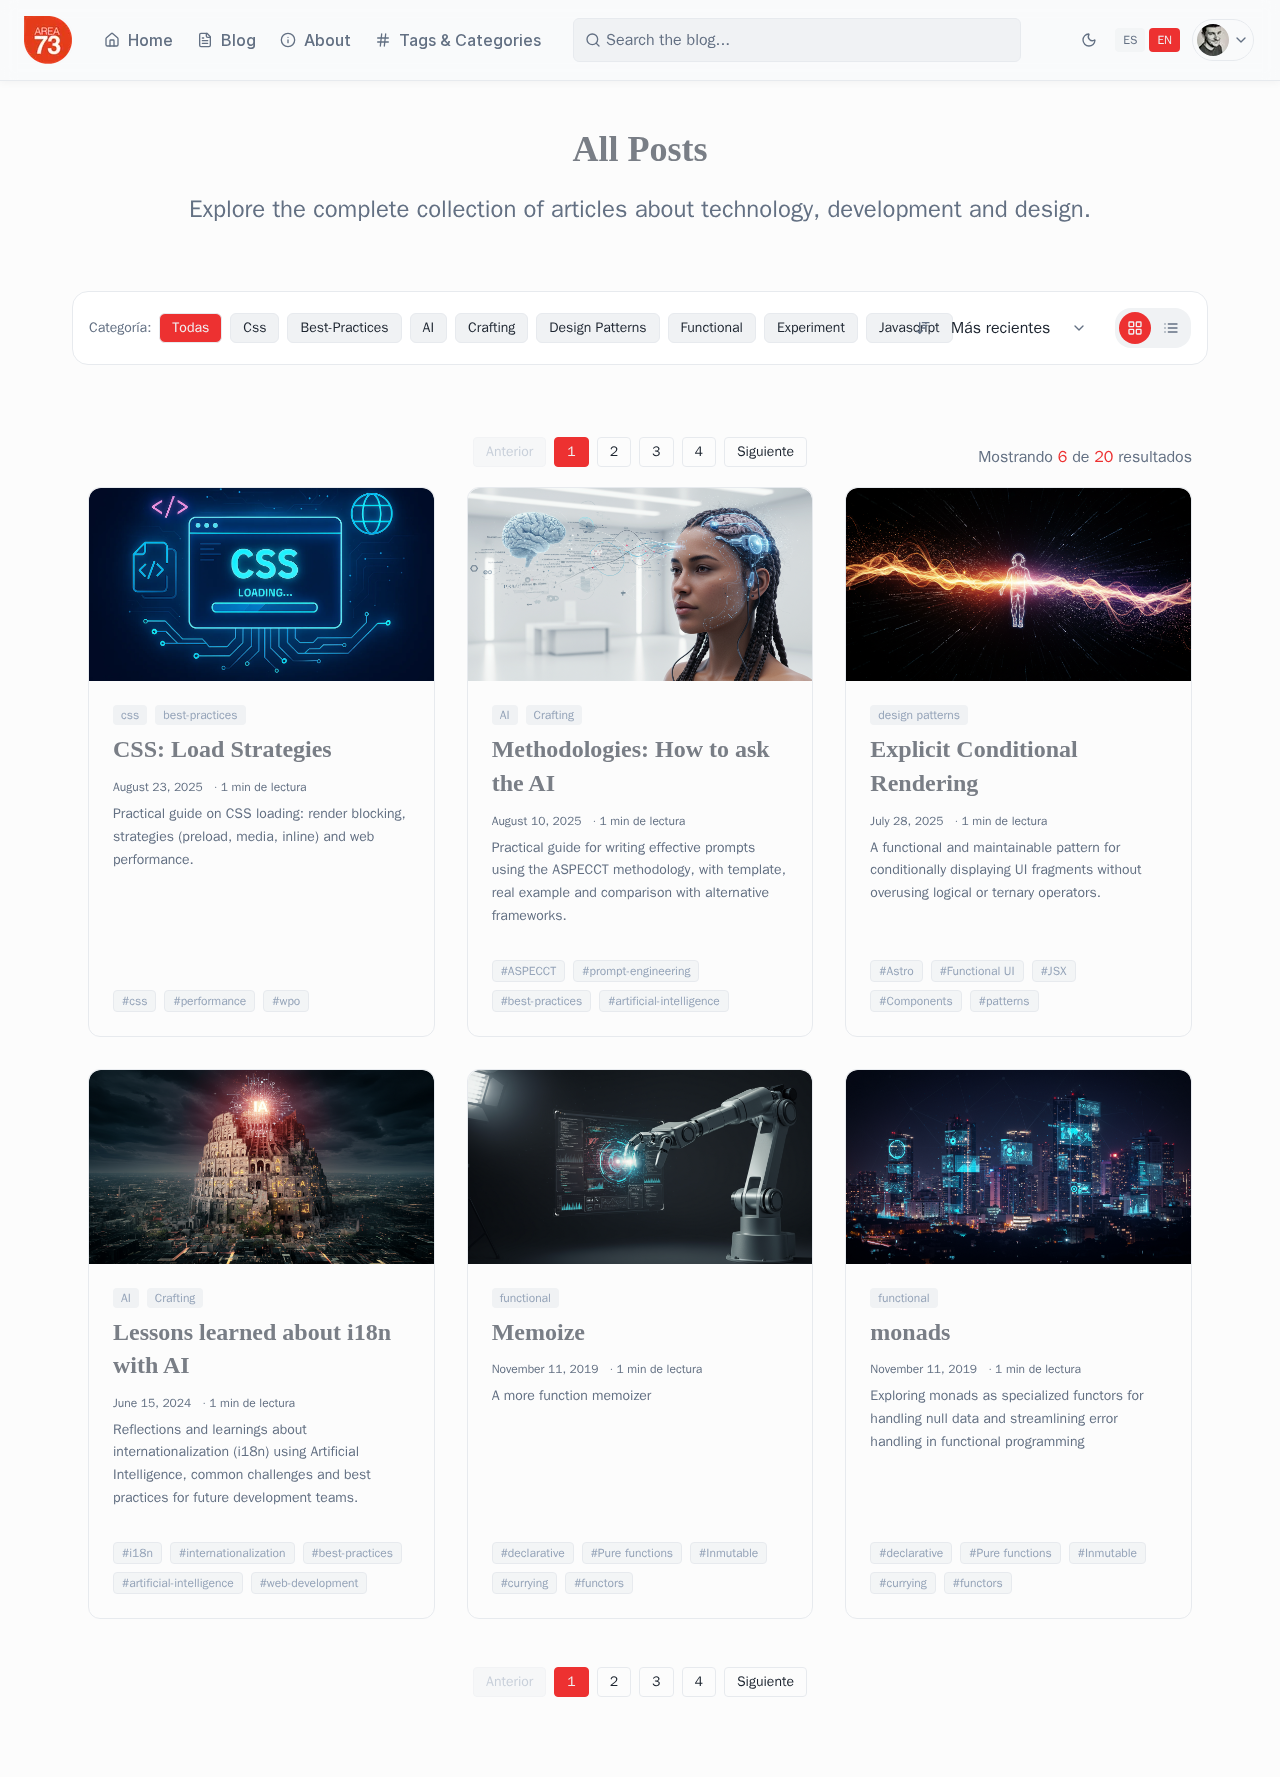 AREA
73
Home
Blog
About
Tags & Categories
Search the blog...
ES
EN
All Posts
Explore the complete collection of articles about technology, development and design.
Categoría:
Todas
Css
Best-Practices
AI
Crafting
Design Patterns
Functional
Experiment
Javascript
Más recientes
Anterior
1
2
3
4
Siguiente
Mostrando 6 de 20 resultados
</>
</>
CSS
LOADING...
css
best-practices
CSS: Load Strategies
August 23, 2025 · 1 min de lectura
Practical guide on CSS loading: render blocking,
strategies (preload, media, inline) and web
performance.
#css
#performance
#wpo
AI
Crafting
Methodologies: How to ask
the AI
August 10, 2025 · 1 min de lectura
Practical guide for writing effective prompts
using the ASPECCT methodology, with template,
real example and comparison with alternative
frameworks.
#ASPECCT
#prompt-engineering
#best-practices
#artificial-intelligence
design patterns
Explicit Conditional
Rendering
July 28, 2025 · 1 min de lectura
A functional and maintainable pattern for
conditionally displaying UI fragments without
overusing logical or ternary operators.
#Astro
#Functional UI
#JSX
#Components
#patterns
IA
AI
Crafting
Lessons learned about i18n
with AI
June 15, 2024 · 1 min de lectura
Reflections and learnings about
internationalization (i18n) using Artificial
Intelligence, common challenges and best
practices for future development teams.
#i18n
#internationalization
#best-practices
#artificial-intelligence
#web-development
functional
Memoize
November 11, 2019 · 1 min de lectura
A more function memoizer
#declarative
#Pure functions
#Inmutable
#currying
#functors
functional
monads
November 11, 2019 · 1 min de lectura
Exploring monads as specialized functors for
handling null data and streamlining error
handling in functional programming
#declarative
#Pure functions
#Inmutable
#currying
#functors
Anterior
1
2
3
4
Siguiente